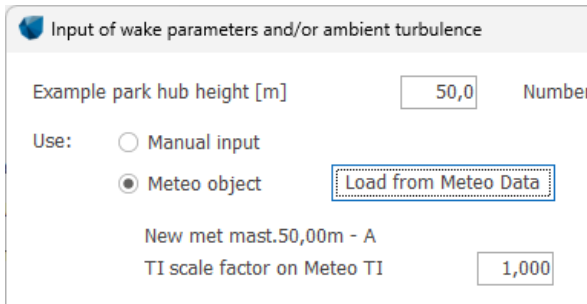 Input of wake parameters and/or ambient turbulence
Example park hub height [m] 50,0 Number
Use: Manual input
Meteo object Load from Meteo Data
New met mast.50,00m - A
TI scale factor on Meteo TI 1,000